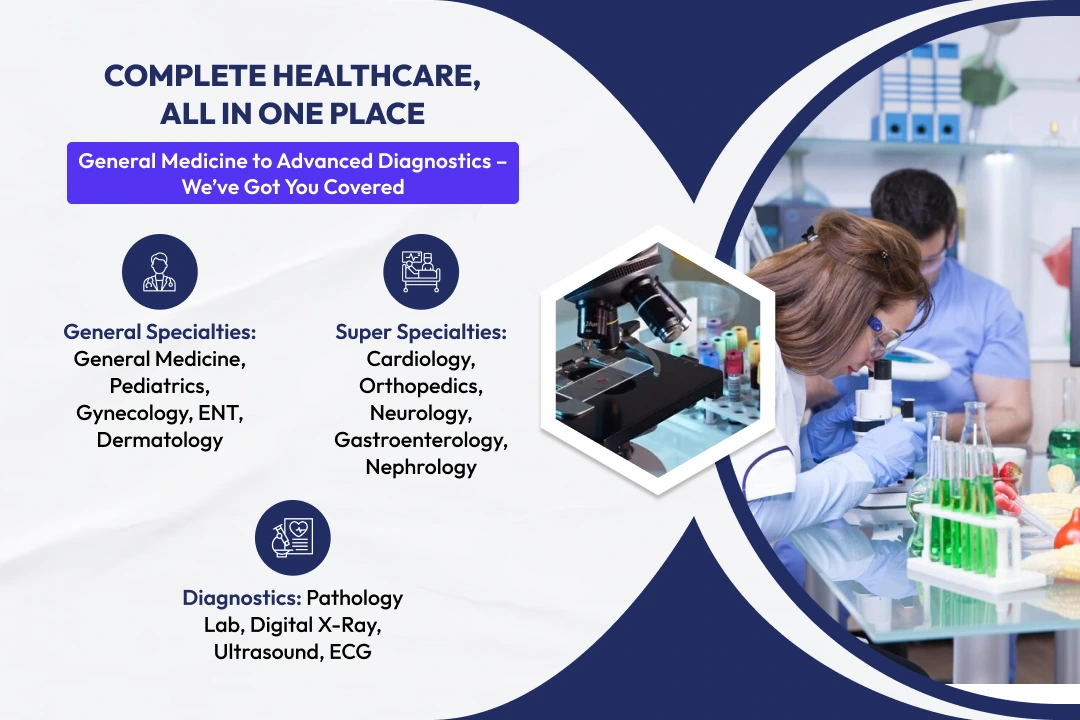 COMPLETE HEALTHCARE,
ALL IN ONE PLACE
General Medicine to Advanced Diagnostics –
We’ve Got You Covered
General Specialties:
General Medicine,
Pediatrics,
Gynecology, ENT,
Dermatology
Super Specialties:
Cardiology,
Orthopedics,
Neurology,
Gastroenterology,
Nephrology
Diagnostics: Pathology
Lab, Digital X-Ray,
Ultrasound, ECG